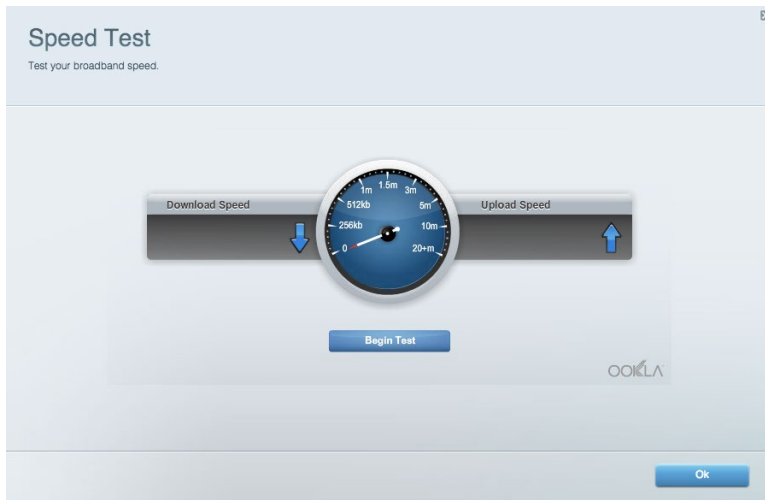 Speed Test
Test your broadband speed.
Download Speed
Upload Speed
0
256kb
512kb
1m
1.5m
3m
5m
10m
20+m
Begin Test
OOKLA
Ok